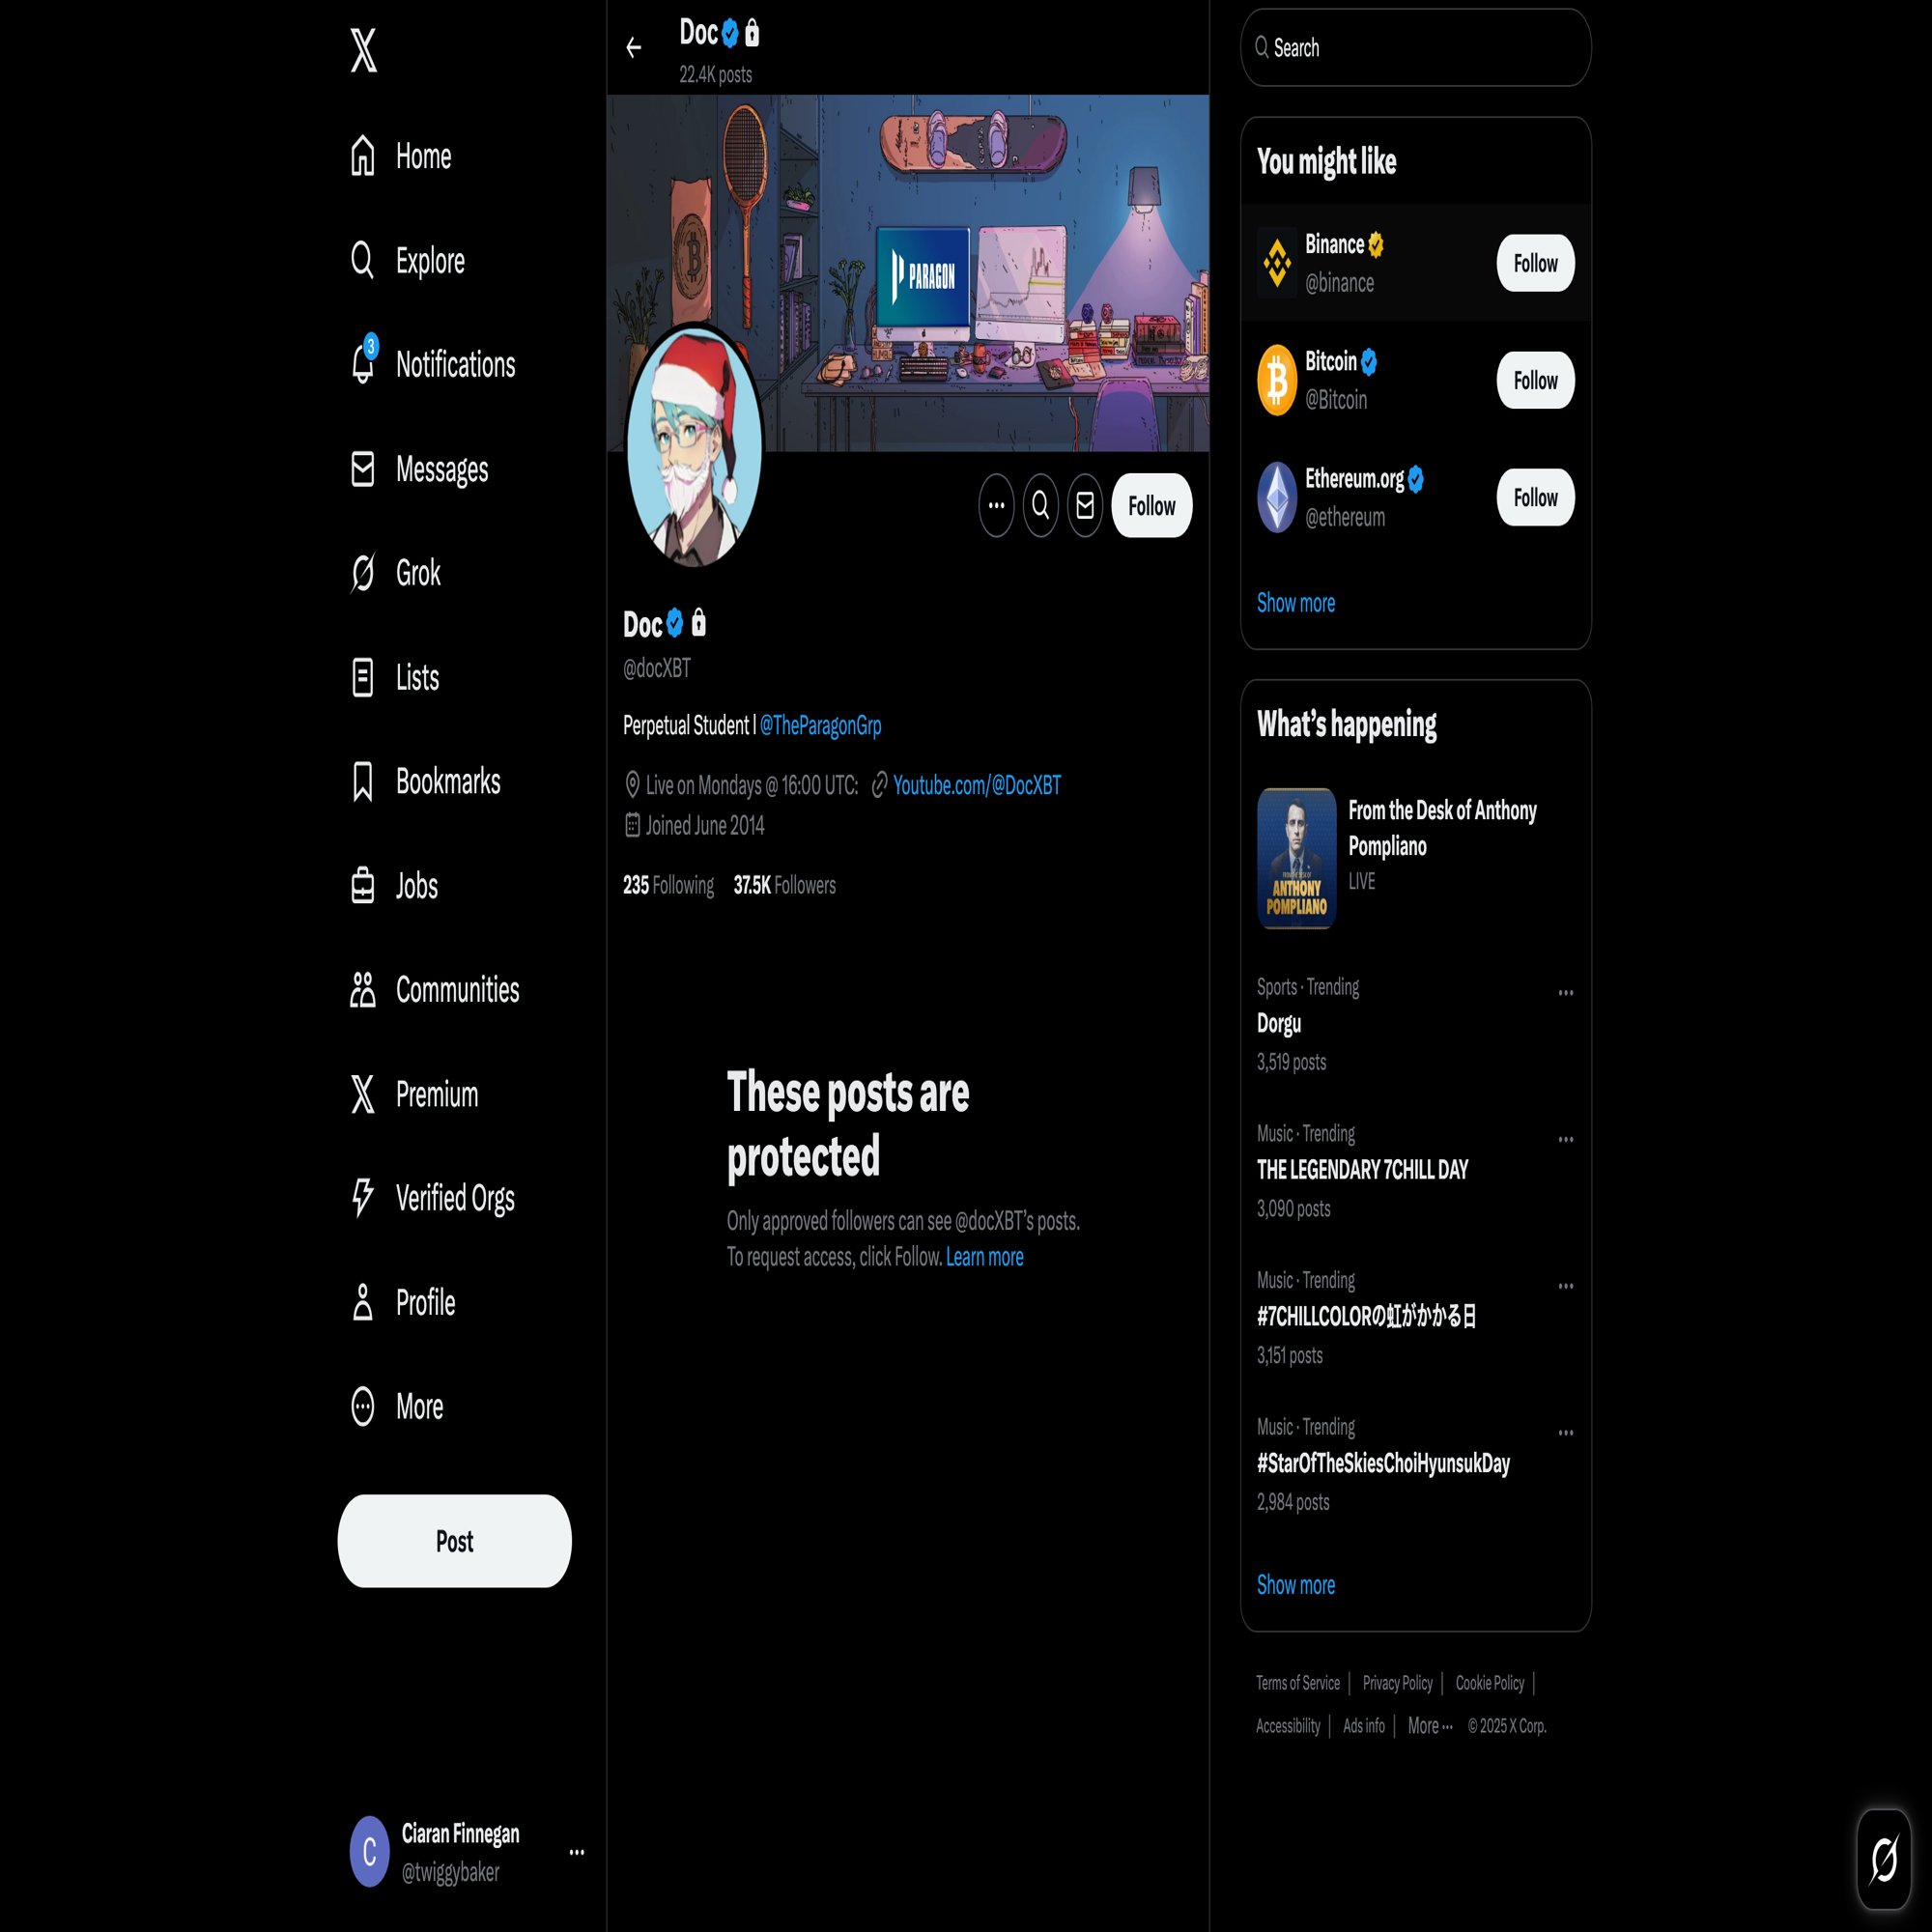 Home
Explore
3
Notifications
Messages
Grok
Lists
Bookmarks
Jobs
Communities
Premium
Verified Orgs
Profile
More
Post
C
Ciaran Finnegan
@twiggybaker
Doc
22.4K posts
PARAGON
Follow
Doc
@docXBT
Perpetual Student | @TheParagonGrp
Live on Mondays @ 16:00 UTC: Youtube.com/@DocXBT
Joined June 2014
235 Following 37.5K Followers
These posts are
protected
Only approved followers can see @docXBT’s posts.
To request access, click Follow. Learn more
Search
You might like
Binance
@binance
Follow
Bitcoin
@Bitcoin
Follow
Ethereum.org
@ethereum
Follow
Show more
What’s happening
FROM THE DESK OF
ANTHONY
POMPLIANO
From the Desk of Anthony
Pompliano
LIVE
Sports · Trending
Dorgu
3,519 posts
Music · Trending
THE LEGENDARY 7CHILL DAY
3,090 posts
Music · Trending
#7CHILLCOLORの虹がかかる日
3,151 posts
Music · Trending
#StarOfTheSkiesChoiHyunsukDay
2,984 posts
Show more
Terms of Service | Privacy Policy | Cookie Policy |
Accessibility | Ads info | More ··· © 2025 X Corp.